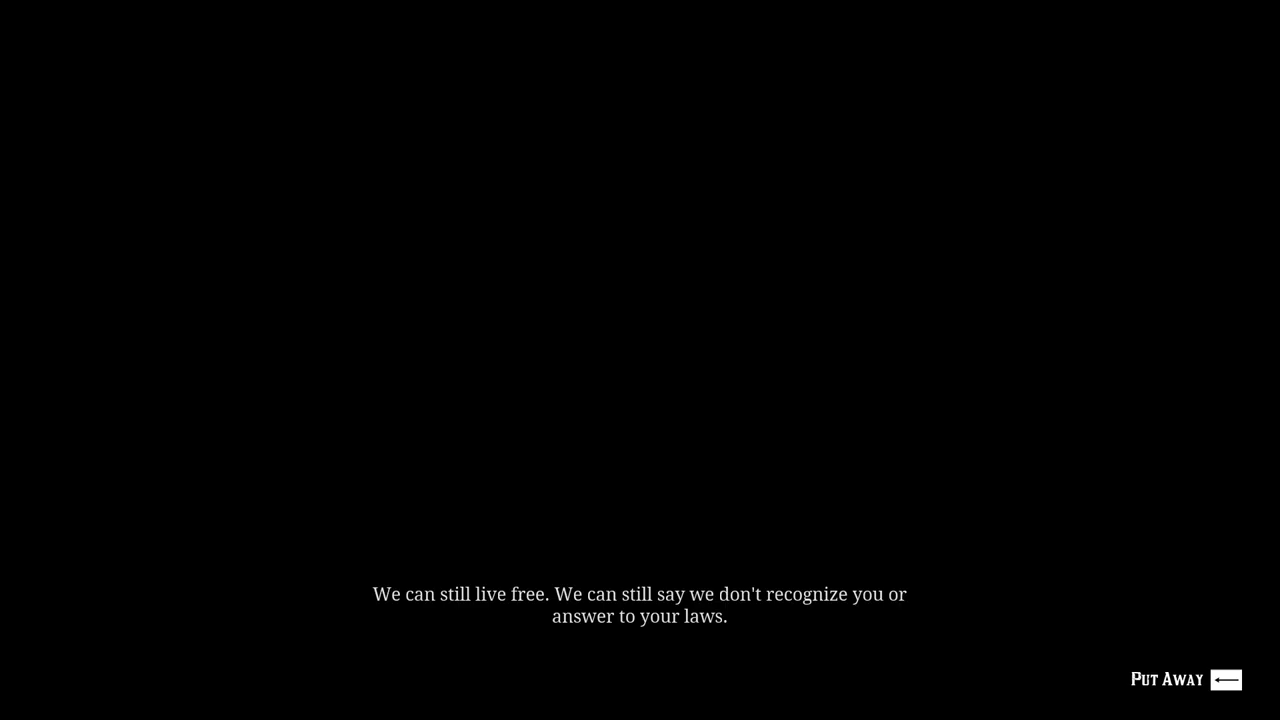 We can still live free. We can still say we don't recognize you or
answer to your laws.
Put Away